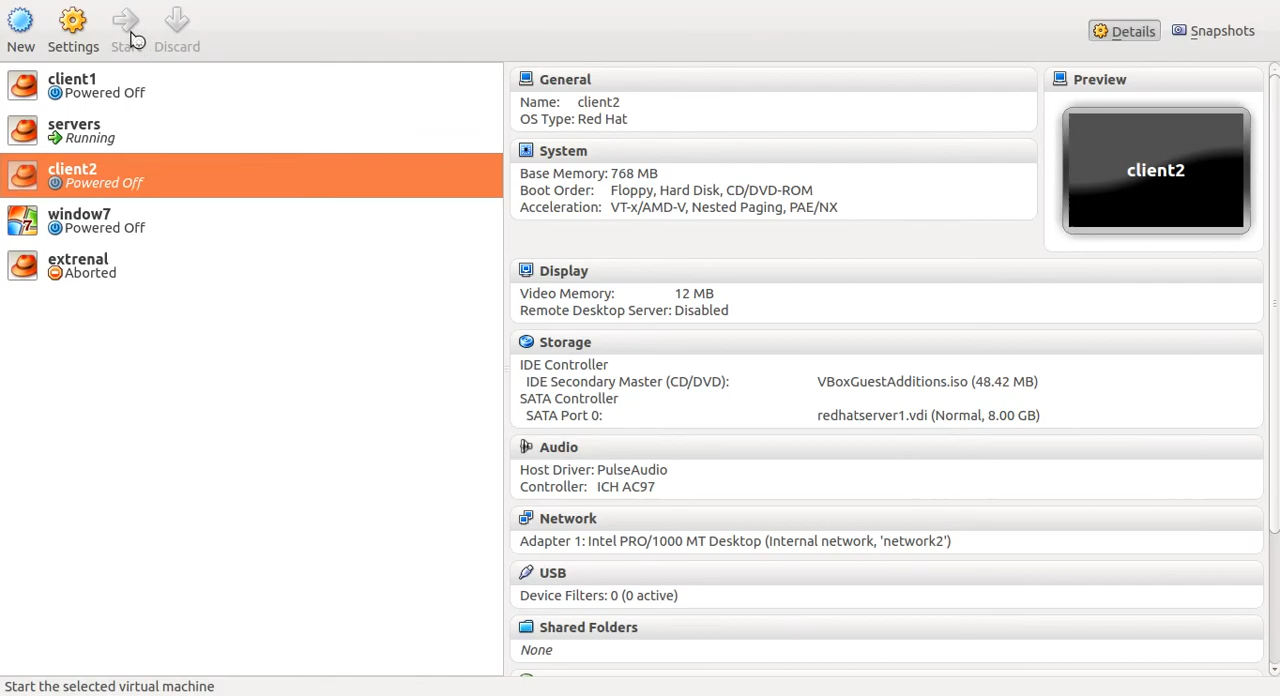 New Settings Start Discard
Details Snapshots
client1
Powered Off
servers
Running
client2
Powered Off
window7
Powered Off
extrenal
Aborted
General
Name: client2
OS Type: Red Hat
System
Base Memory: 768 MB
Boot Order: Floppy, Hard Disk, CD/DVD-ROM
Acceleration: VT-x/AMD-V, Nested Paging, PAE/NX
Preview
client2
Display
Video Memory: 12 MB
Remote Desktop Server: Disabled
Storage
IDE Controller
IDE Secondary Master (CD/DVD): VBoxGuestAdditions.iso (48.42 MB)
SATA Controller
SATA Port 0: redhatserver1.vdi (Normal, 8.00 GB)
Audio
Host Driver: PulseAudio
Controller: ICH AC97
Network
Adapter 1: Intel PRO/1000 MT Desktop (Internal network, 'network2')
USB
Device Filters: 0 (0 active)
Shared Folders
None
Start the selected virtual machine